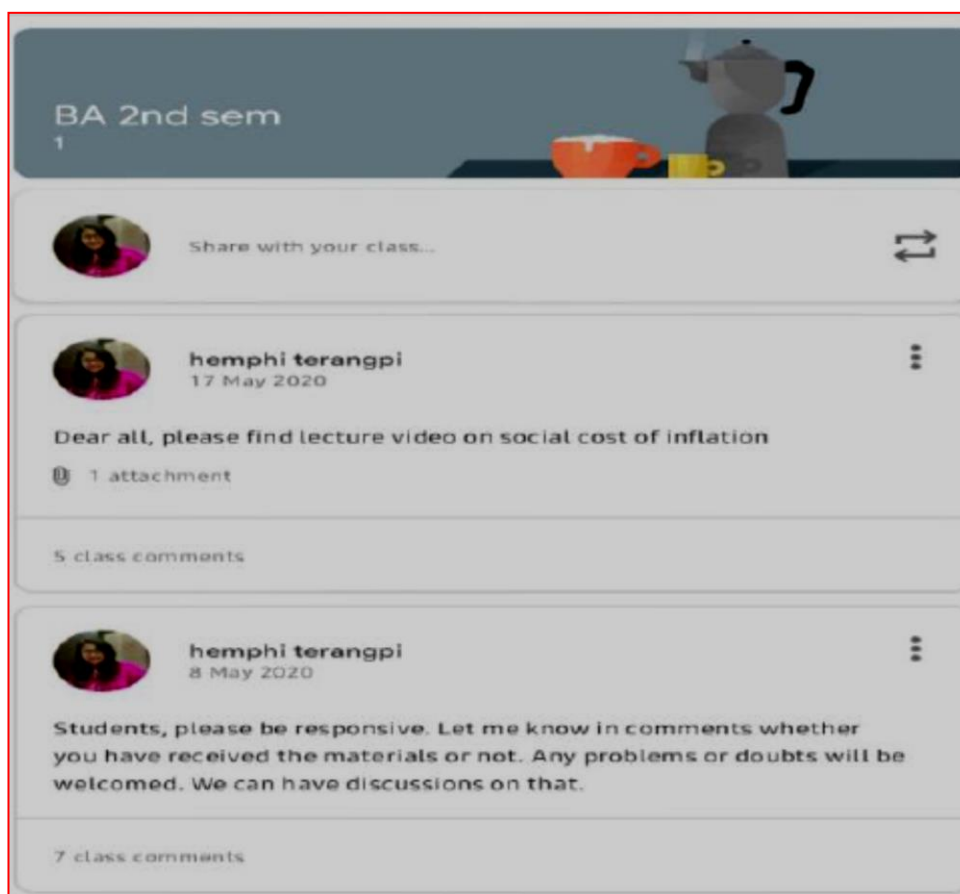 BA 2nd sem
1
Share with your class...
hemphi terangpi
17 May 2020
Dear all, please find lecture video on social cost of inflation
1 attachment
5 class comments
hemphi terangpi
8 May 2020
Students, please be responsive. Let me know in comments whether
you have received the materials or not. Any problems or doubts will be
welcomed. We can have discussions on that.
7 class comments